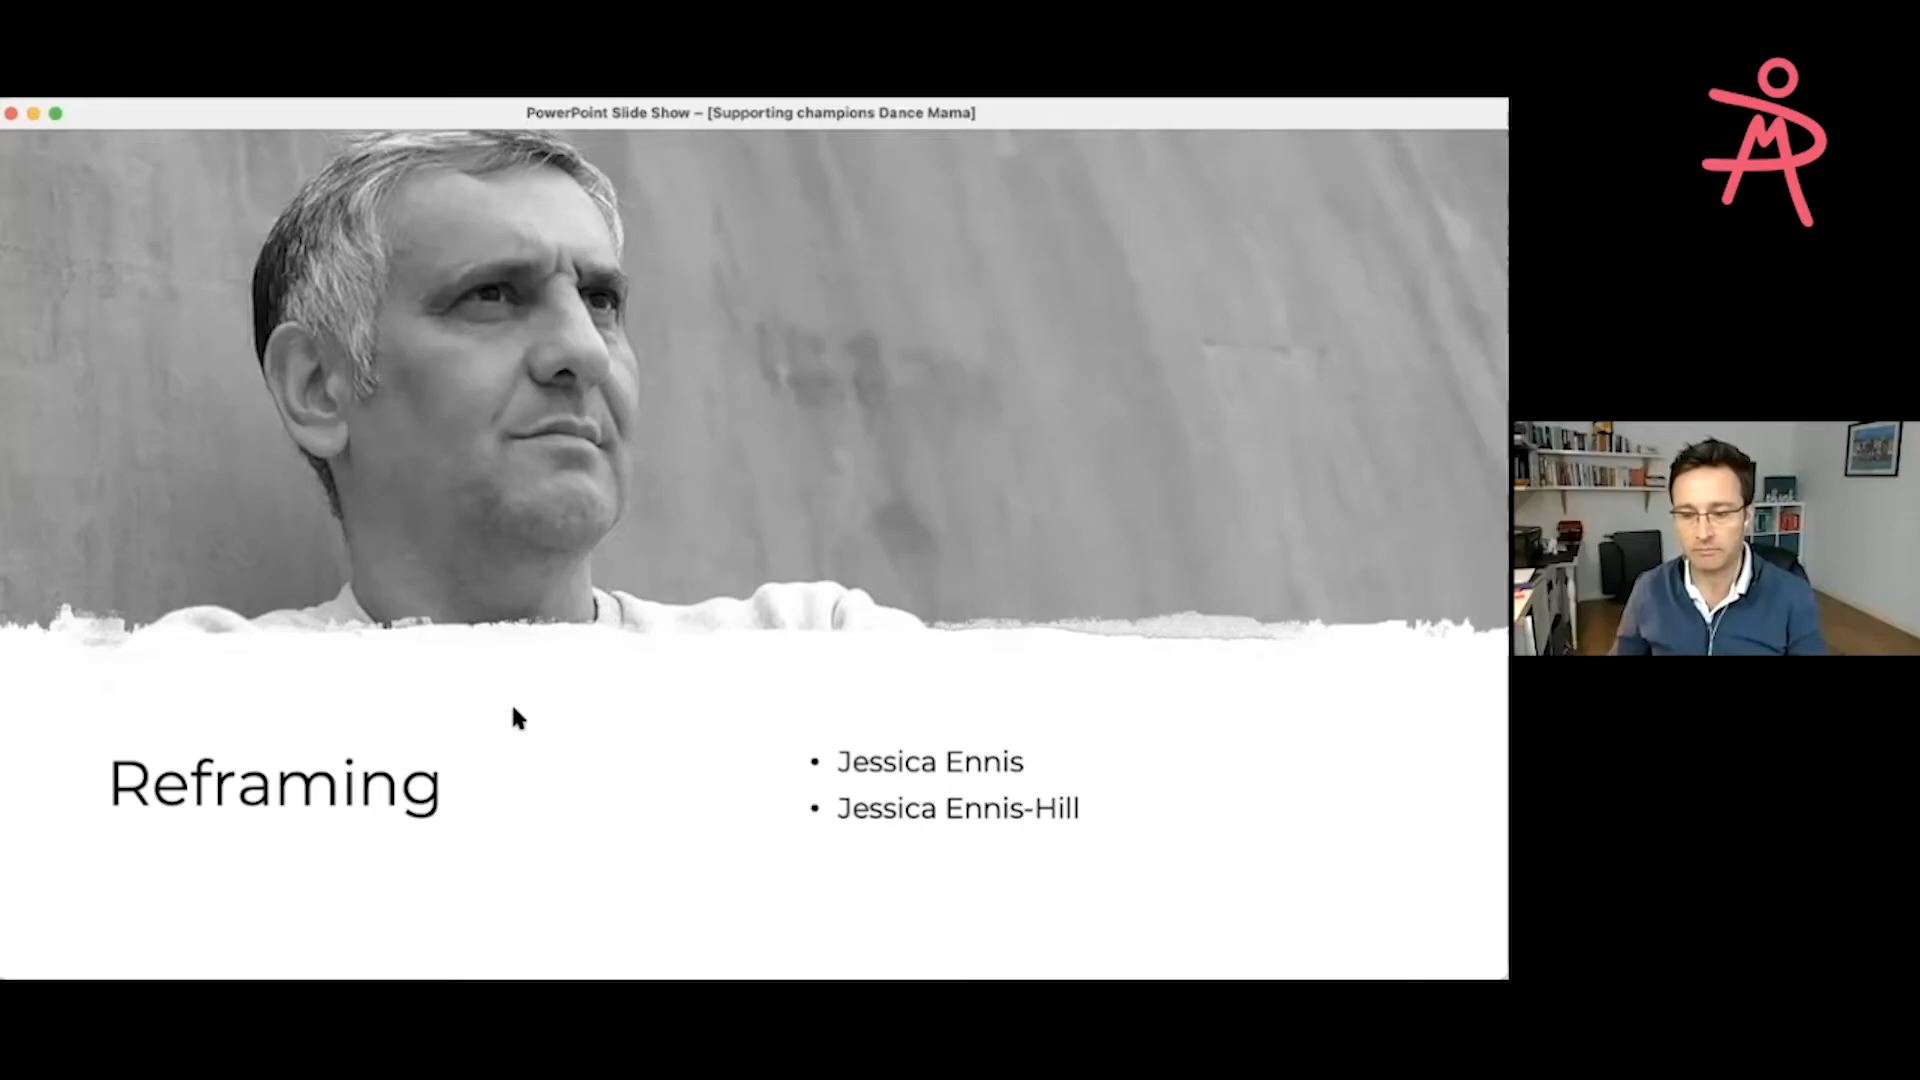 PowerPoint Slide Show – [Supporting champions Dance Mama]
Reframing
• Jessica Ennis
• Jessica Ennis-Hill